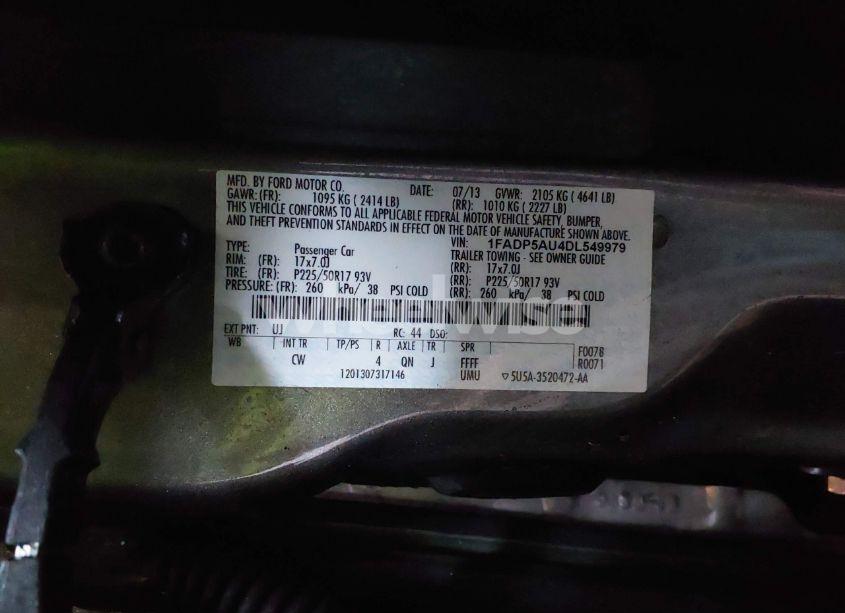 MFD. BY FORD MOTOR CO. DATE: 07/13 GVWR: 2105 KG ( 4641 LB)
GAWR: (FR): 1095 KG ( 2414 LB) (RR): 1010 KG ( 2227 LB)
THIS VEHICLE CONFORMS TO ALL APPLICABLE FEDERAL MOTOR VEHICLE SAFETY, BUMPER,
AND THEFT PREVENTION STANDARDS IN EFFECT ON THE DATE OF MANUFACTURE SHOWN ABOVE.
VIN: 1FADP5AU4DL549979
TYPE: Passenger Car TRAILER TOWING - SEE OWNER GUIDE
RIM: (FR): 17x7.0J (RR): 17x7.0J
TIRE: (FR): P225/50R17 93V (RR): P225/50R17 93V
PRESSURE: (FR): 260 kPa/ 38 PSI COLD (RR): 260 kPa/ 38 PSI COLD
wheelwise
EXT PNT: UJ RC: 44 DSO:
WB INT TR TP/PS R AXLE TR SPR F0078
CW 4 QN J FFFF R0071
1201307317146 UMU ▽5U5A-3520472-AA